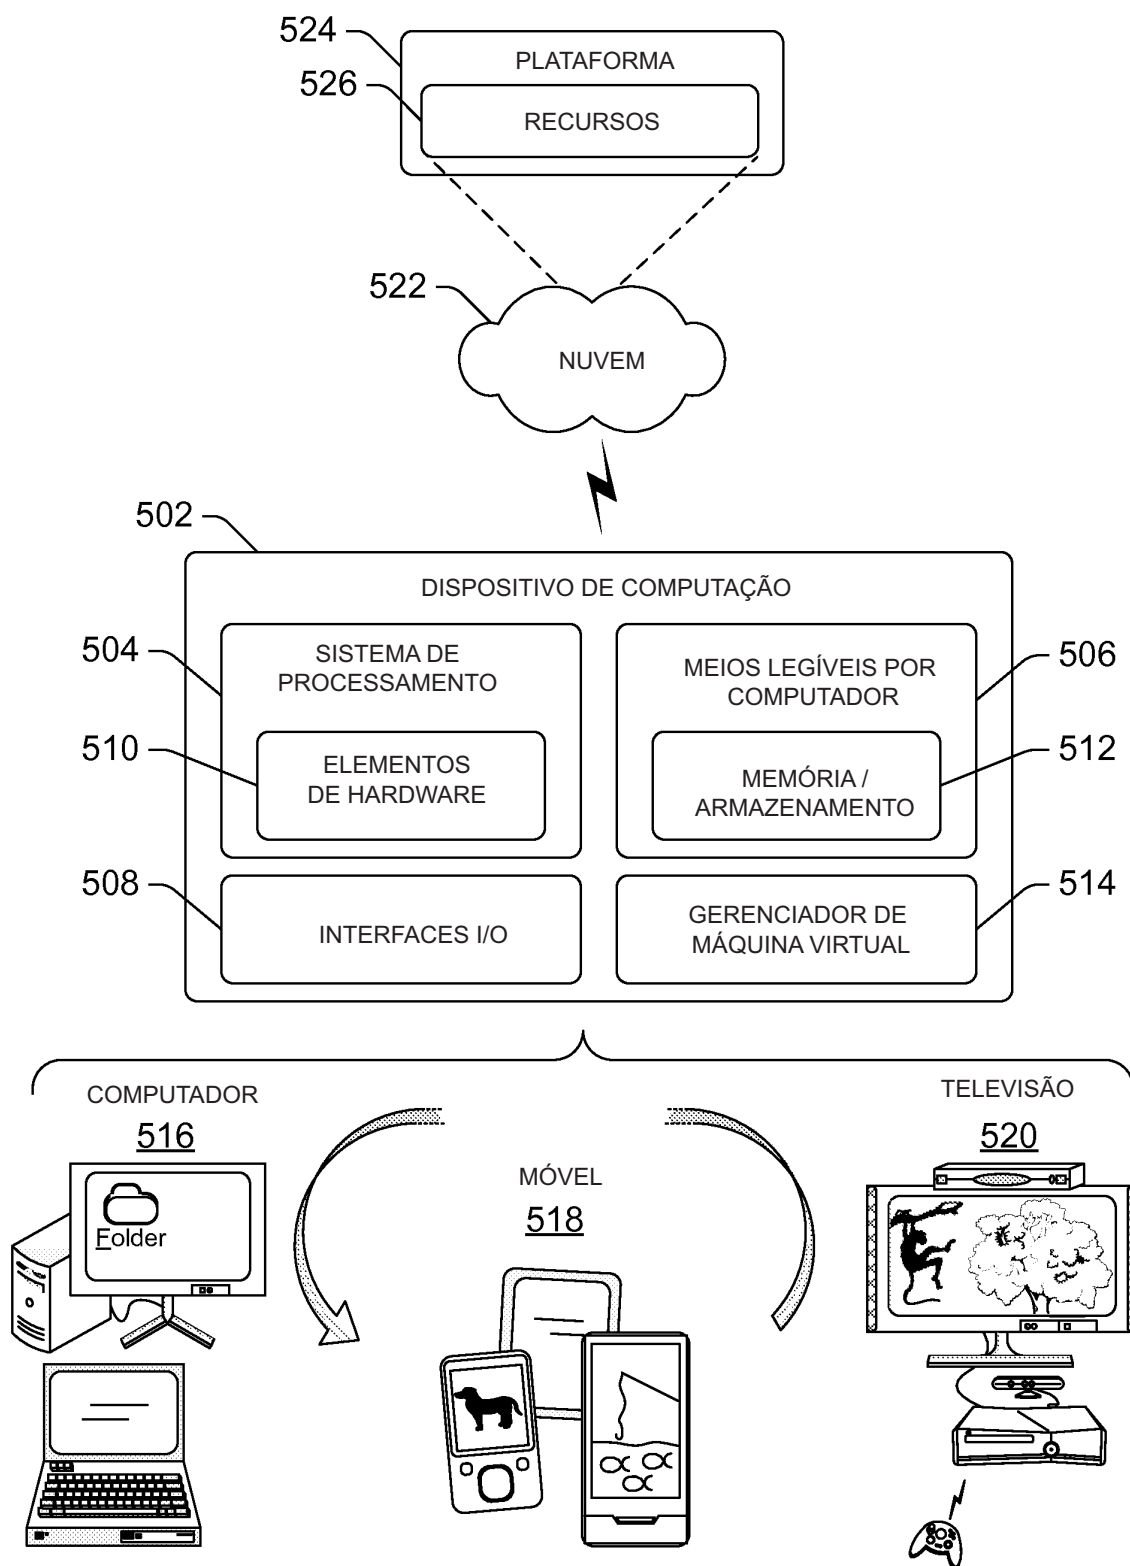 524
PLATAFORMA
526
RECURSOS
522
NUVEM
502
DISPOSITIVO DE COMPUTAÇÃO
504
SISTEMA DE
PROCESSAMENTO
MEIOS LEGÍVEIS POR
COMPUTADOR
506
510
ELEMENTOS
DE HARDWARE
MEMÓRIA /
ARMAZENAMENTO
512
508
INTERFACES I/O
GERENCIADOR DE
MÁQUINA VIRTUAL
514
COMPUTADOR
516
Folder
MÓVEL
518
TELEVISÃO
520